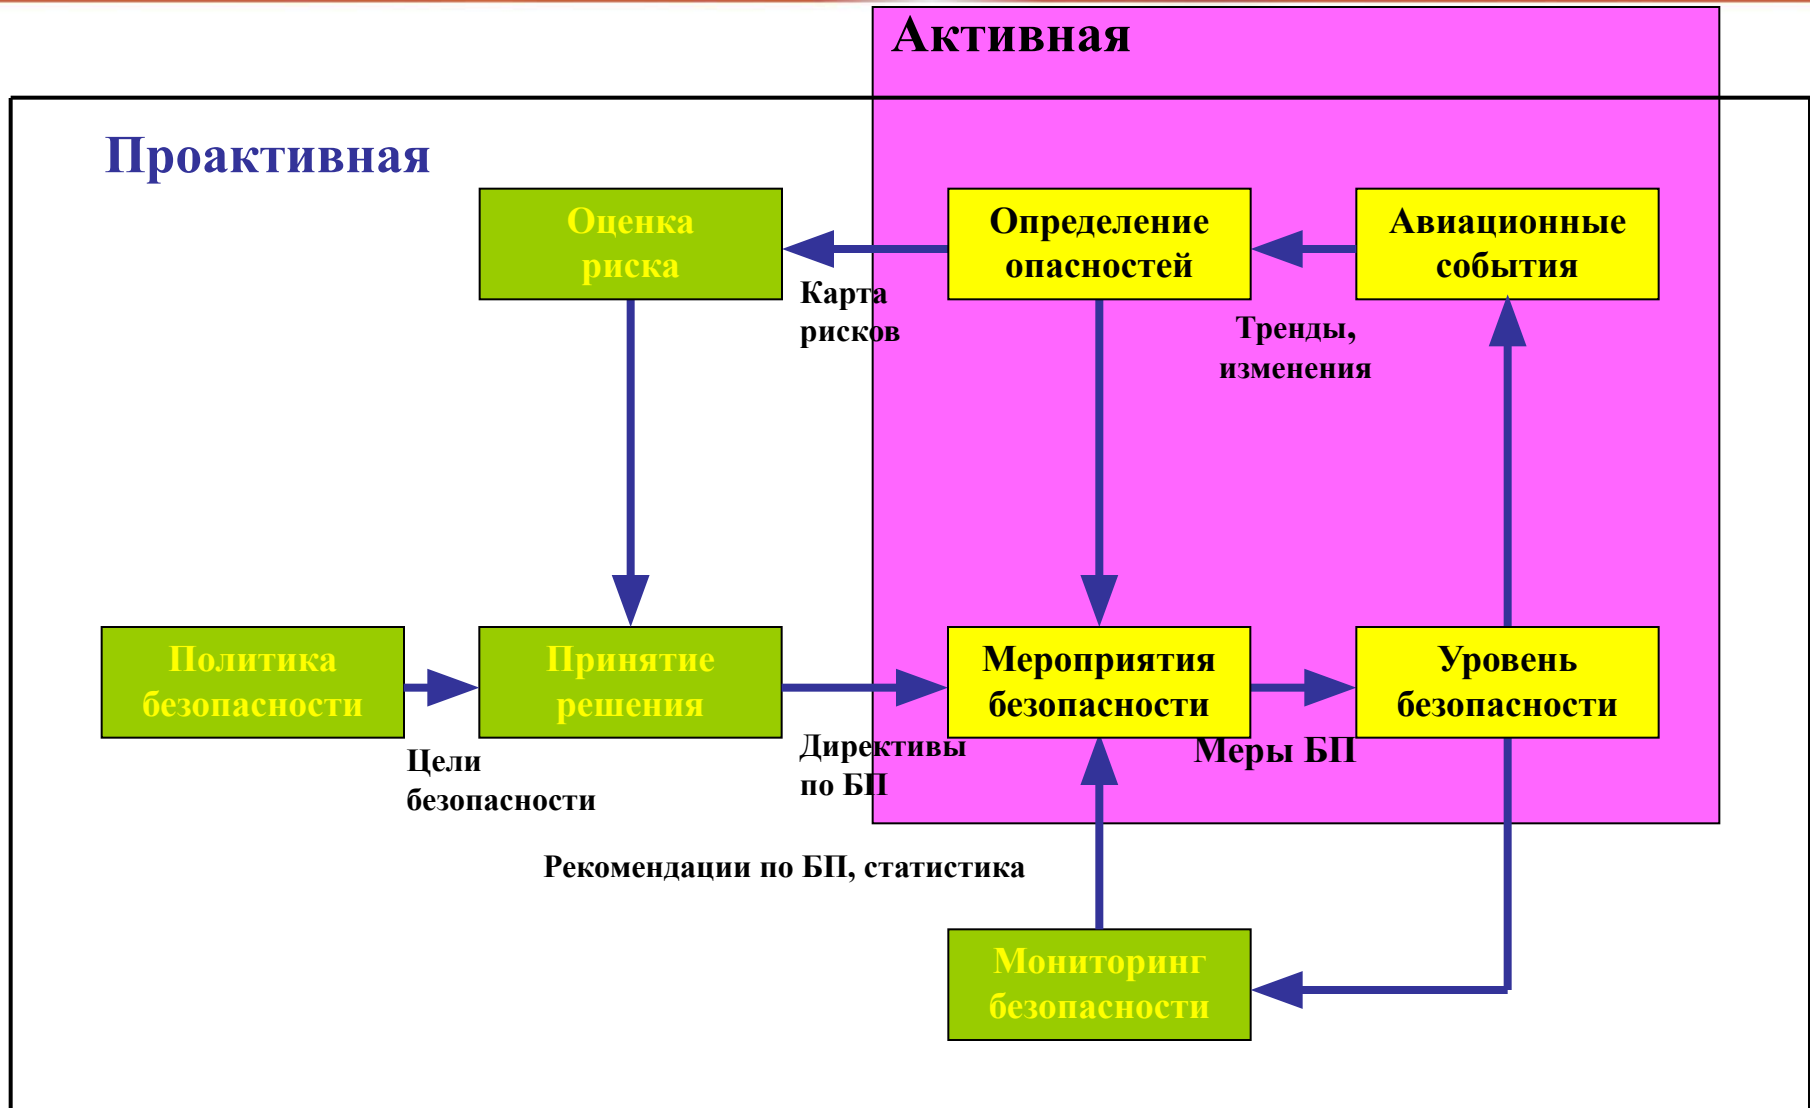 Активная
Проактивная
Оценка
риска
Определение
опасностей
Авиационные
события
Карта
рисков
Тренды,
изменения
Политика
безопасности
Принятие
решения
Мероприятия
безопасности
Уровень
безопасности
Цели
безопасности
Директивы
по БП
Меры БП
Рекомендации по БП, статистика
Мониторинг
безопасности